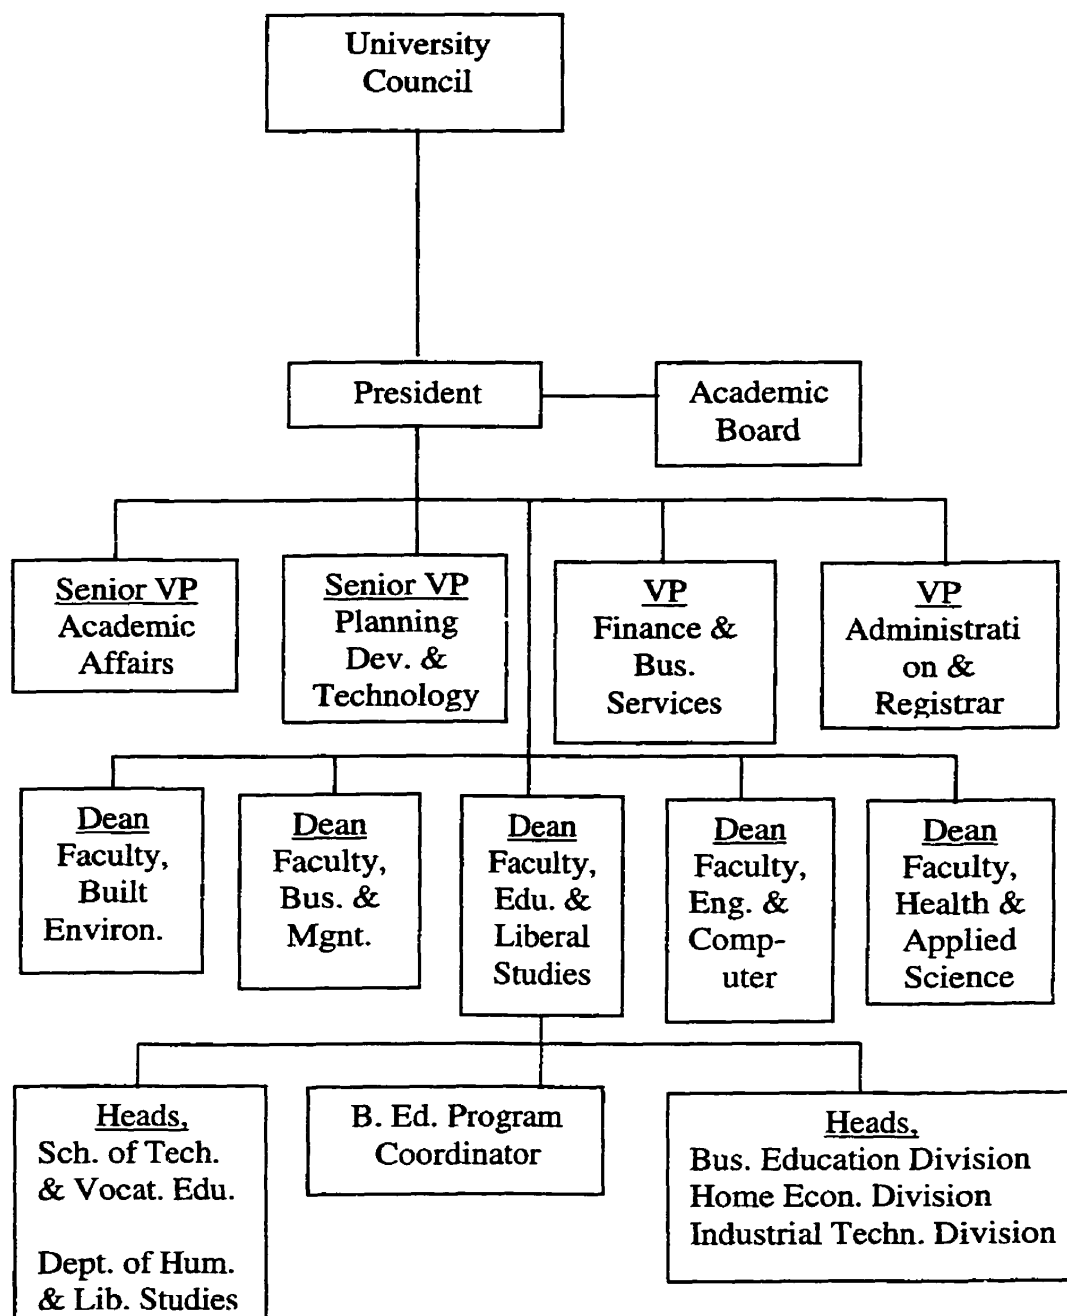 University
Council
President
Academic
Board
Senior VP
Academic
Affairs
Senior VP
Planning
Dev. &
Technology
VP
Finance &
Bus.
Services
VP
Administrati
on &
Registrar
Dean
Faculty,
Built
Environ.
Dean
Faculty,
Bus. &
Mgnt.
Dean
Faculty,
Edu. &
Liberal
Studies
Dean
Faculty,
Eng. &
Comp-
uter
Dean
Faculty,
Health &
Applied
Science
Heads,
Sch. of Tech.
& Vocat. Edu.
Dept. of Hum.
& Lib. Studies
B. Ed. Program
Coordinator
Heads,
Bus. Education Division
Home Econ. Division
Industrial Techn. Division